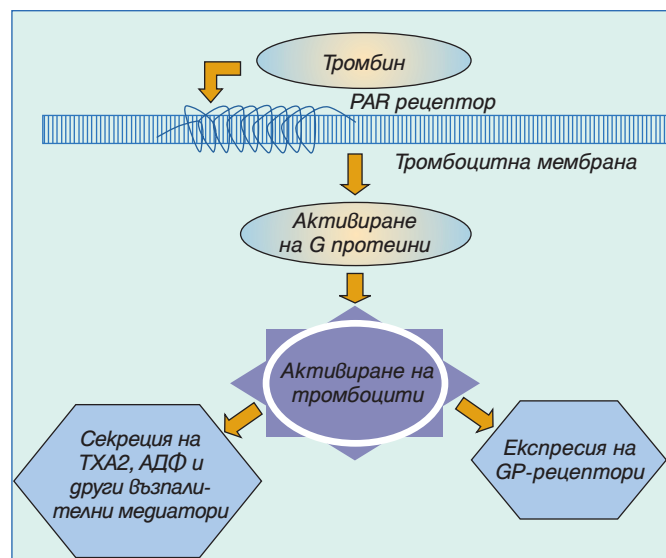 Тромбин
PAR рецептор
Тромбоцитна мембрана
Активиране
на G протеини
Активиране на
тромбоцити
Секреция на
TXA2, АДФ и
други възпали-
телни медиатори
Експресия на
GP-рецептори